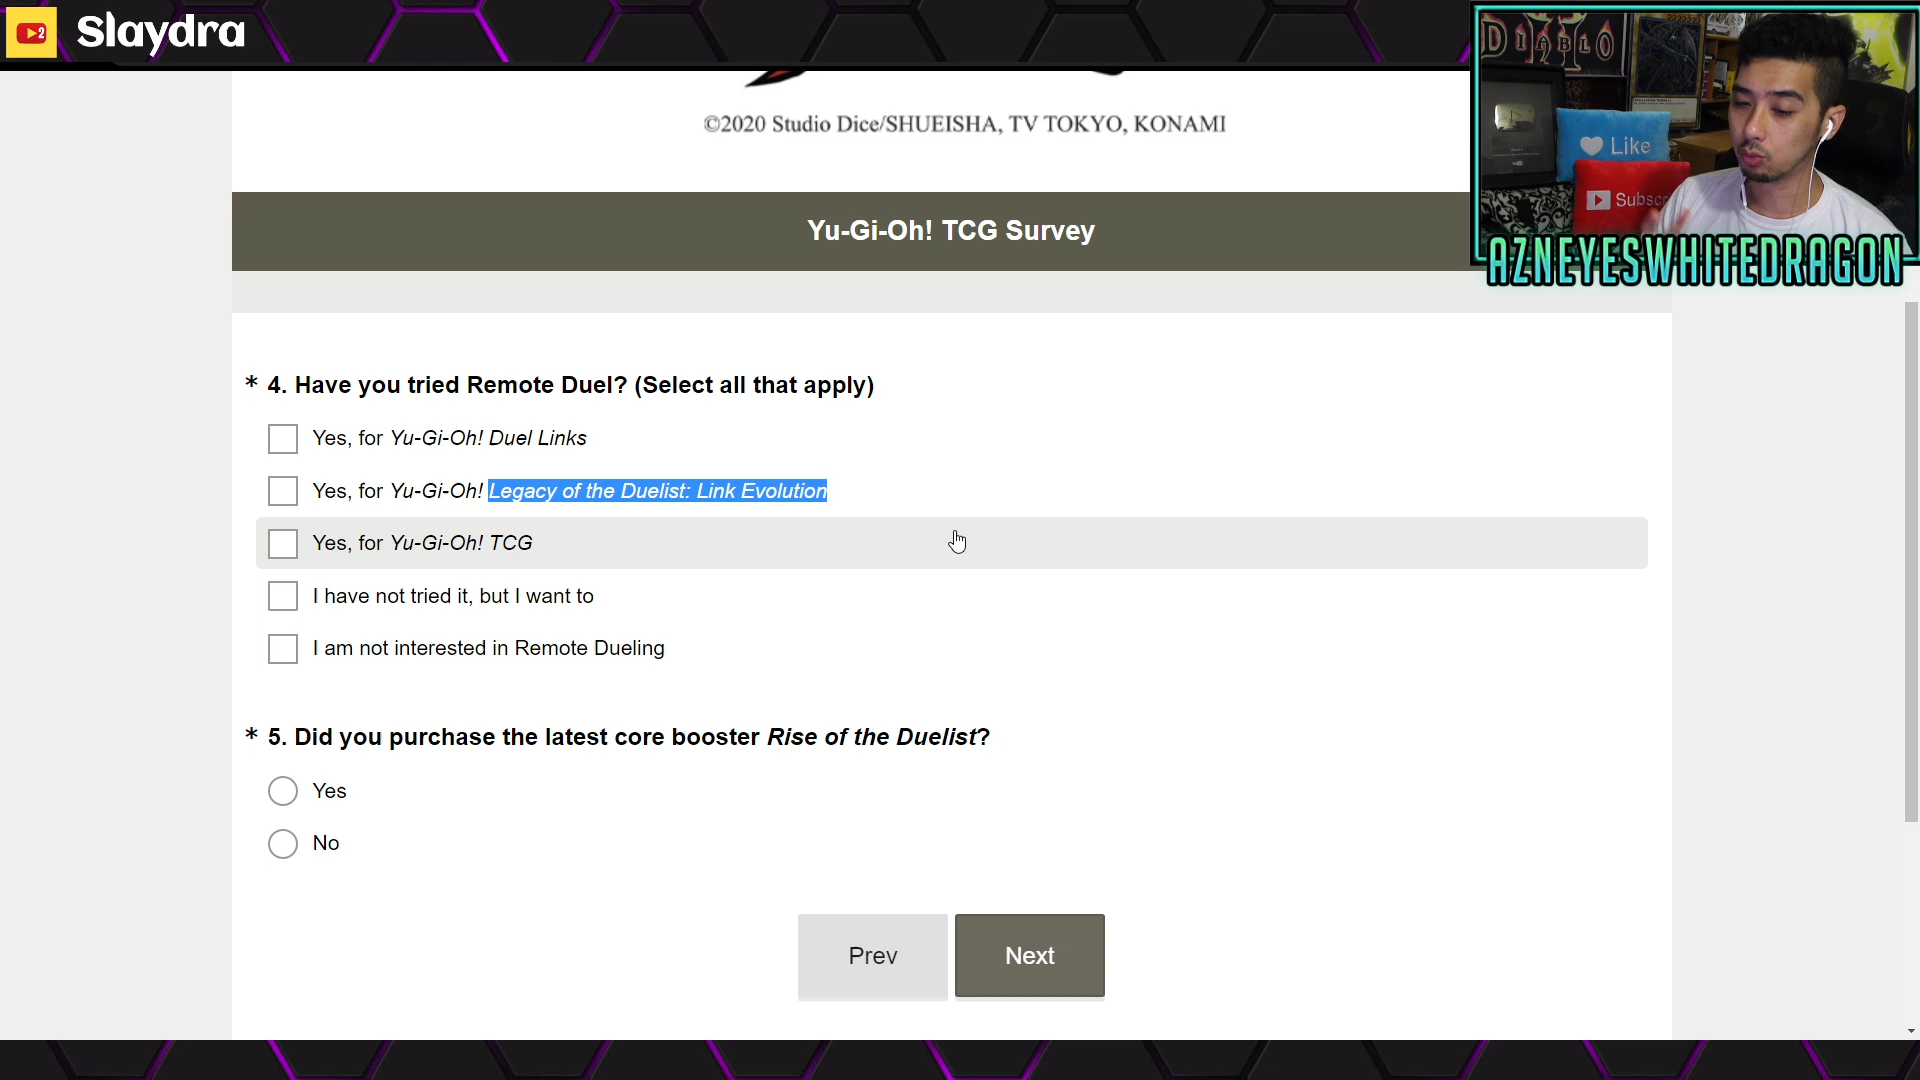 Slaydra
DIABLO
Like
Subscr
AZNEYESWHITEDRAGON
©2020 Studio Dice/SHUEISHA, TV TOKYO, KONAMI
Yu-Gi-Oh! TCG Survey
* 4. Have you tried Remote Duel? (Select all that apply)
Yes, for Yu-Gi-Oh! Duel Links
Yes, for Yu-Gi-Oh! Legacy of the Duelist: Link Evolution
Yes, for Yu-Gi-Oh! TCG
I have not tried it, but I want to
I am not interested in Remote Dueling
* 5. Did you purchase the latest core booster Rise of the Duelist?
Yes
No
Prev
Next